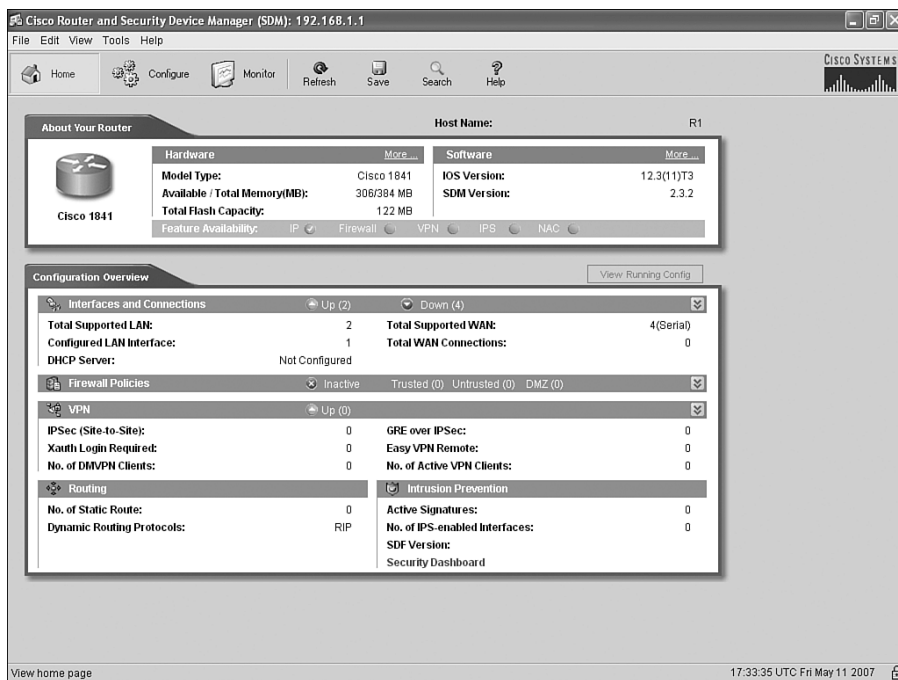 Cisco Router and Security Device Manager (SDM): 192.168.1.1
File Edit View Tools Help
Home Configure Monitor Refresh Save Search Help
CISCO SYSTEMS
About Your Router Host Name: R1
Hardware More ... Software More ...
Model Type: Cisco 1841 IOS Version: 12.3(11)T3
Available / Total Memory(MB): 306/384 MB SDM Version: 2.3.2
Total Flash Capacity: 122 MB
Cisco 1841
Feature Availability: IP Firewall VPN IPS NAC
Configuration Overview View Running Config
Interfaces and Connections Up (2) Down (4)
Total Supported LAN: 2 Total Supported WAN: 4(Serial)
Configured LAN Interface: 1 Total WAN Connections: 0
DHCP Server: Not Configured
Firewall Policies Inactive Trusted (0) Untrusted (0) DMZ (0)
VPN Up (0)
IPSec (Site-to-Site): 0 GRE over IPSec: 0
Xauth Login Required: 0 Easy VPN Remote: 0
No. of DMVPN Clients: 0 No. of Active VPN Clients: 0
Routing Intrusion Prevention
No. of Static Route: 0 Active Signatures: 0
Dynamic Routing Protocols: RIP No. of IPS-enabled Interfaces: 0
SDF Version:
Security Dashboard
View home page 17:33:35 UTC Fri May 11 2007